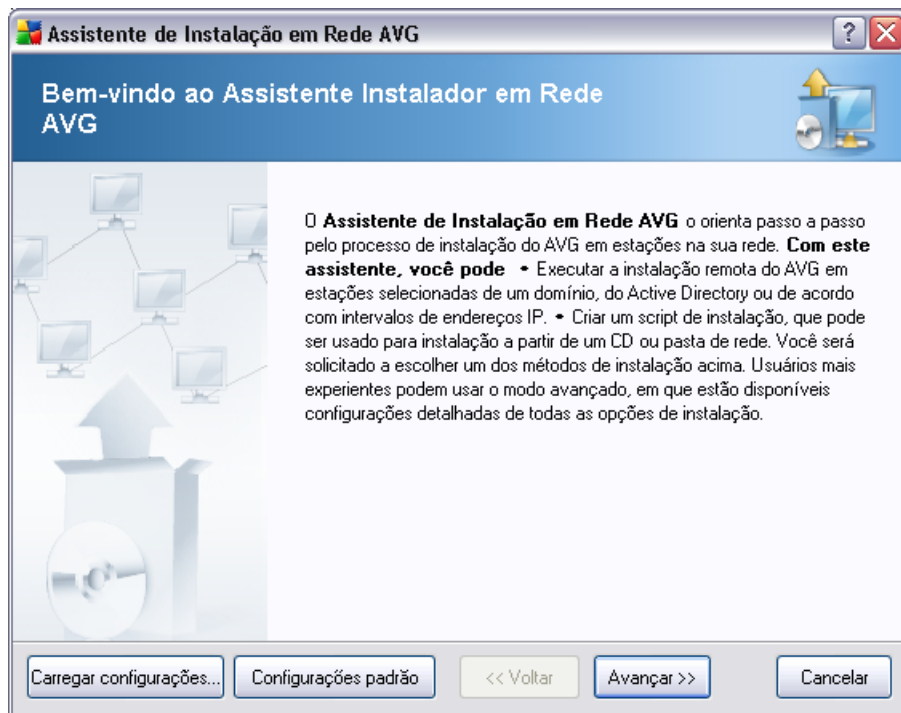 Assistente de Instalação em Rede AVG
Bem-vindo ao Assistente Instalador em Rede
AVG
O Assistente de Instalação em Rede AVG o orienta passo a passo
pelo processo de instalação do AVG em estações na sua rede. Com este
assistente, você pode • Executar a instalação remota do AVG em
estações selecionadas de um domínio, do Active Directory ou de acordo
com intervalos de endereços IP. • Criar um script de instalação, que pode
ser usado para instalação a partir de um CD ou pasta de rede. Você será
solicitado a escolher um dos métodos de instalação acima. Usuários mais
experientes podem usar o modo avançado, em que estão disponíveis
configurações detalhadas de todas as opções de instalação.
Carregar configurações... Configurações padrão << Voltar Avançar >> Cancelar